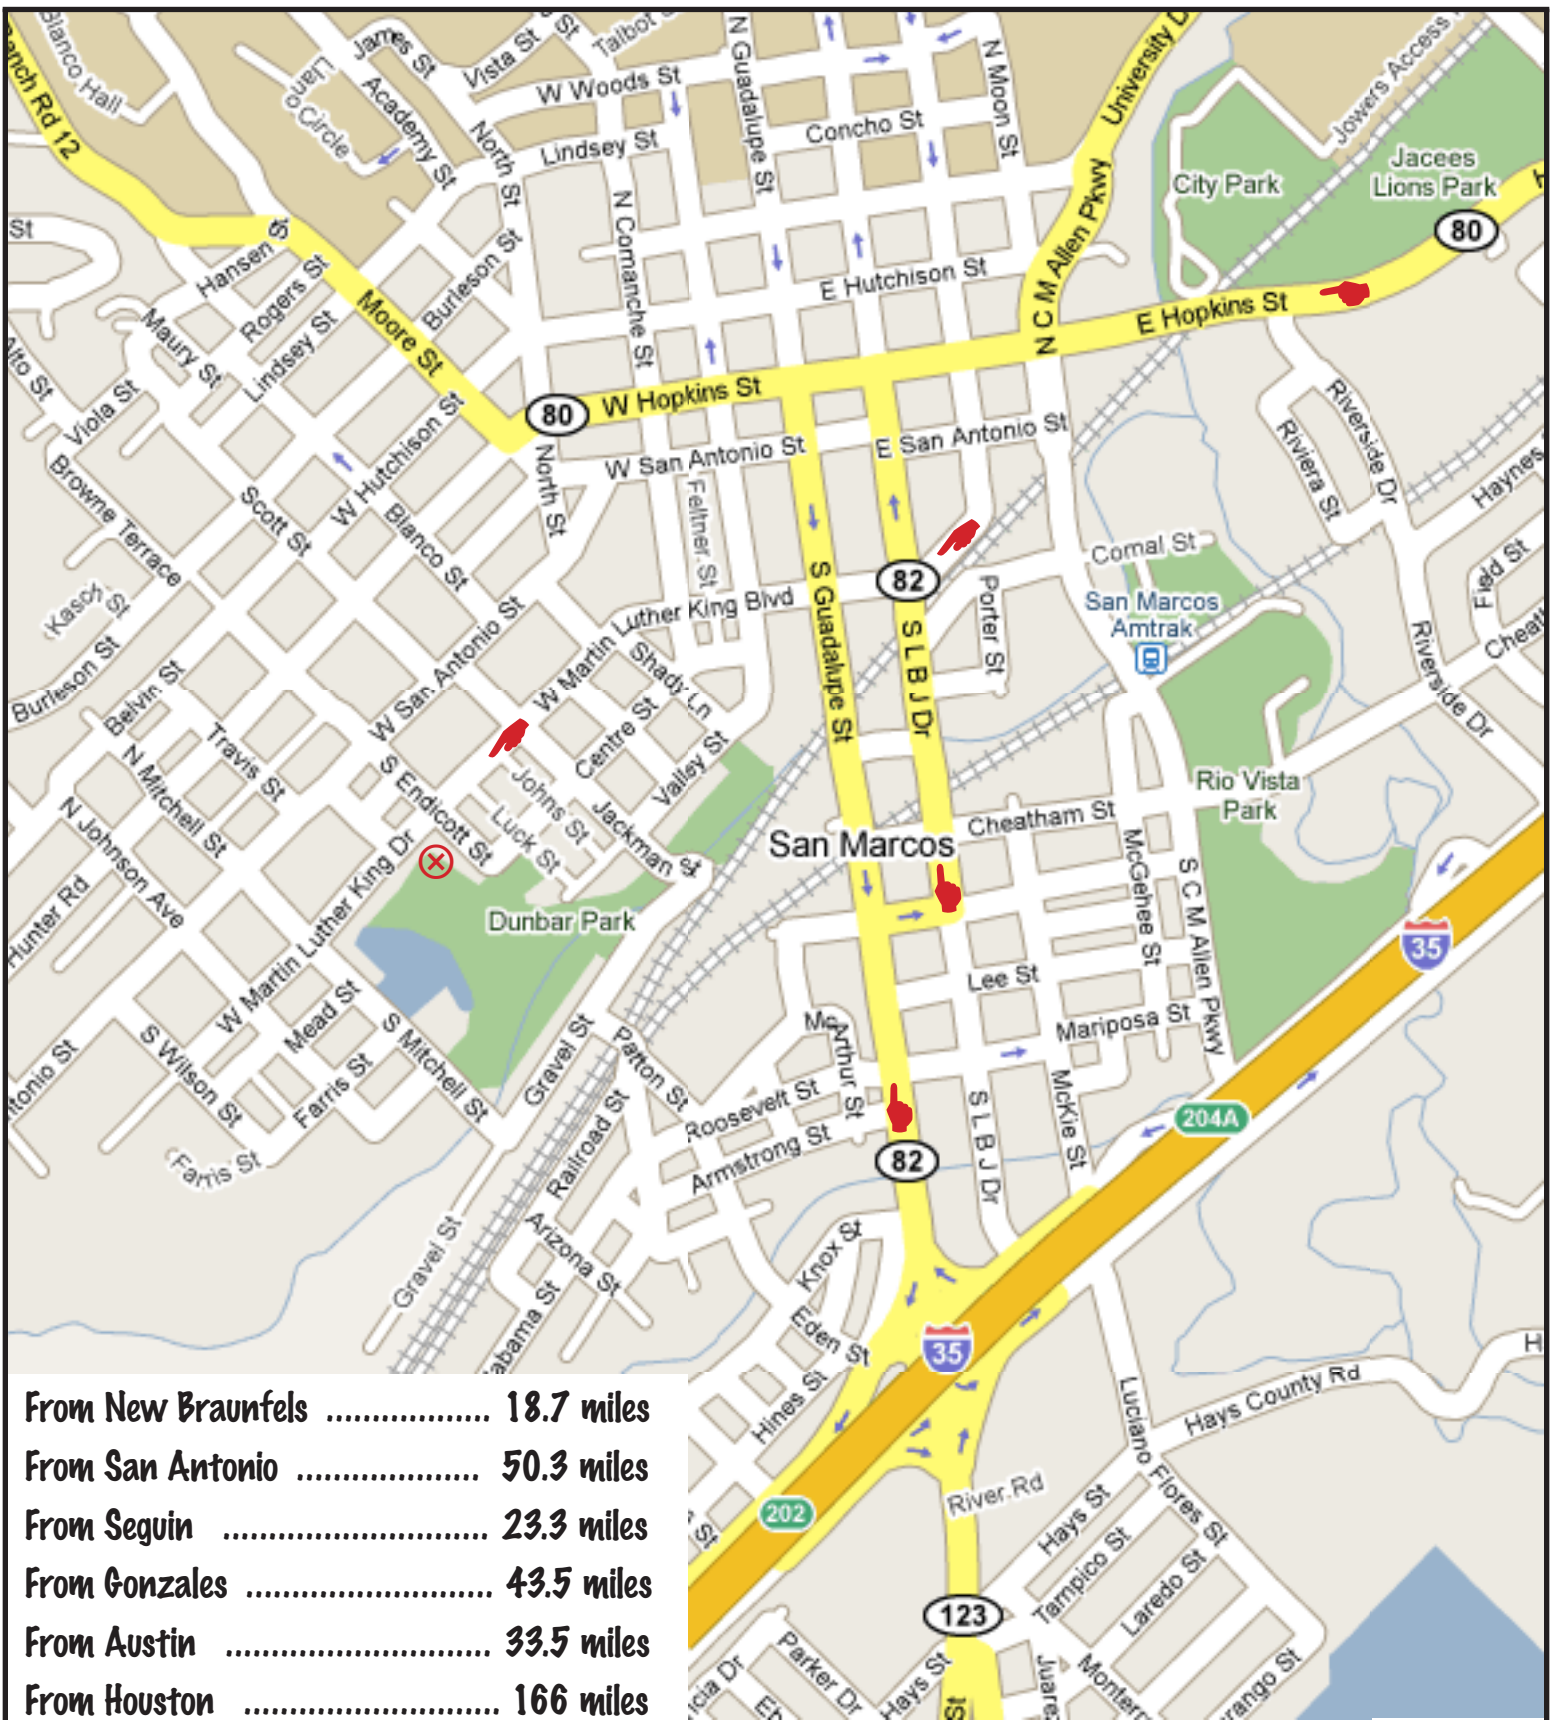 Blanco Hall
James St
Vista St
St
Talbot
N Guadalupe St
N Moon St
University D
Jowers Access
Ranch Rd 12
Llano Circle
Academy St
W Woods St
Concho St
North St
Lindsey St
Jacees
Lions Park
City Park
80
St
Hansen St
Rogers St
Burleson St
N Comanche St
E Hutchison St
N C M Allen Pkwy
E Hopkins St
Moore St
Maury St
Lindsey St
Alto St
Viola St
80
W Hopkins St
W San Antonio St
E San Antonio St
Riverside Dr
Riviera St
Haynes
Browne Terrace
Scott St
W Hutchison St
Blanco St
North St
Feltner St
82
Comal St
San Marcos
Amtrak
Field St
Cheat
Kasch St
Burleson St
Belvin St
W San Antonio St
W Martin Luther King Blvd
S Guadalupe St
S L B J Dr
Porter St
Riverside Dr
Shady Ln
Centre St
Valley St
Travis St
N Mitchell St
S Endicott St
Johns St
Luck St
Jackman St
San Marcos
Cheatham St
Rio Vista
Park
N Johnson Ave
Hunter Rd
W Martin Luther King Dr
Dunbar Park
McGehee St
S C M Allen Pkwy
35
Lee St
Mead St
S Mitchell St
S Wilson St
Farris St
Farris St
tonio St
Gravel St
Patton St
McArthur St
Mariposa St
Roosevelt St
Armstrong St
Railroad St
82
S L B J Dr
McKie St
204A
Gravel St
Arizona St
abama St
Knox St
Eden St
Hines St
35
Luciano Flores St
Hays County Rd
H
River Rd
202
St
Hays St
Tampico St
Laredo St
123
Parker Dr
cia Dr
Eb
Hays St
St
Juarez
Monterr
rango St
From New Braunfels .................. 18.7 miles
From San Antonio .................... 50.3 miles
From Seguin ............................. 23.3 miles
From Gonzales ........................... 43.5 miles
From Austin ............................. 33.5 miles
From Houston ............................ 166 miles